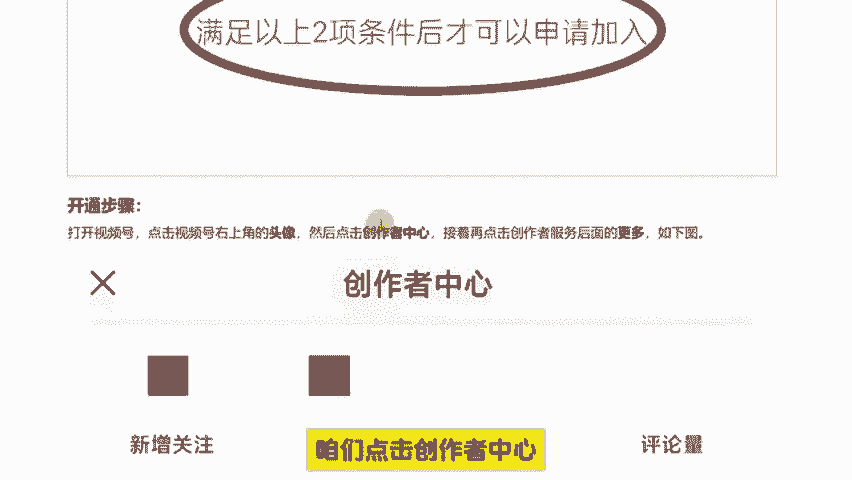 满足以上2项条件后才可以申请加入
开通步骤：
打开视频号，点击视频号右上角的头像，然后点击创作者中心，接着再点击创作者服务后面的更多，如下图。
创作者中心
新增关注
咱们点击创作者中心
评论量